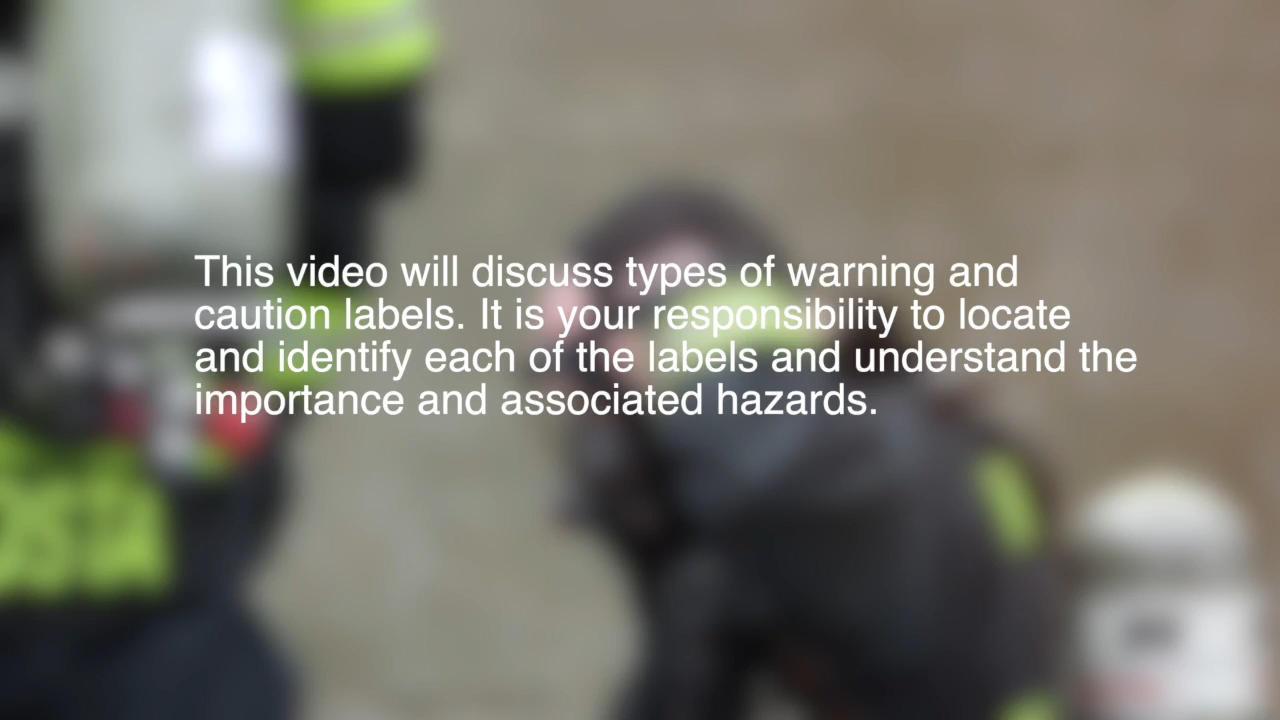 This video will discuss types of warning and
caution labels. It is your responsibility to locate
and identify each of the labels and understand the
importance and associated hazards.